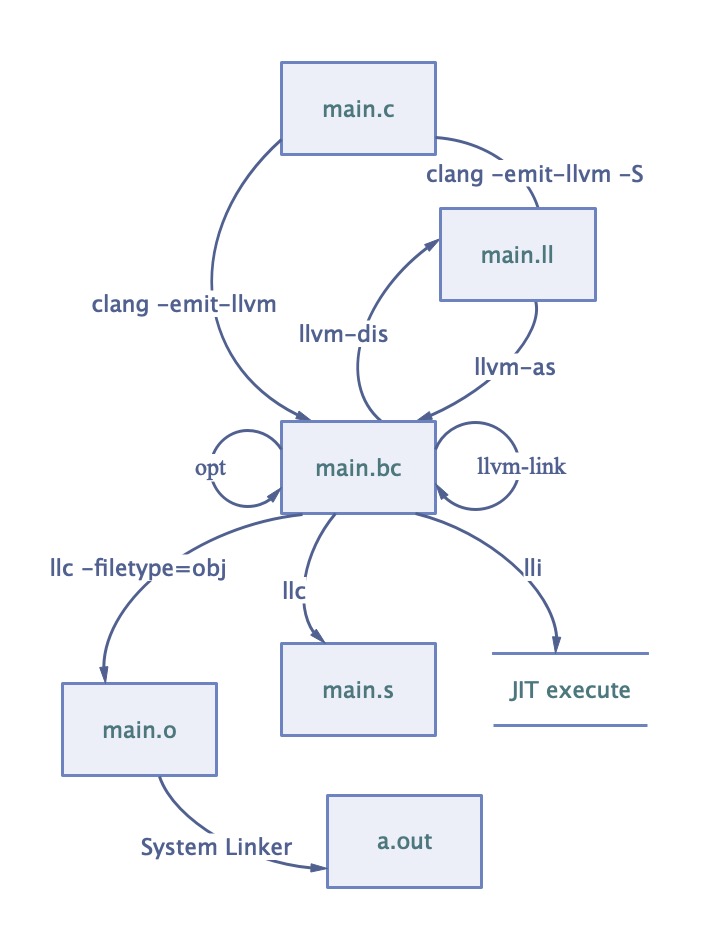 main.c
clang -emit-llvm -S
main.ll
clang -emit-llvm
llvm-dis
llvm-as
opt
main.bc
llvm-link
llc -filetype=obj
llc
lli
main.s
JIT execute
main.o
System Linker
a.out